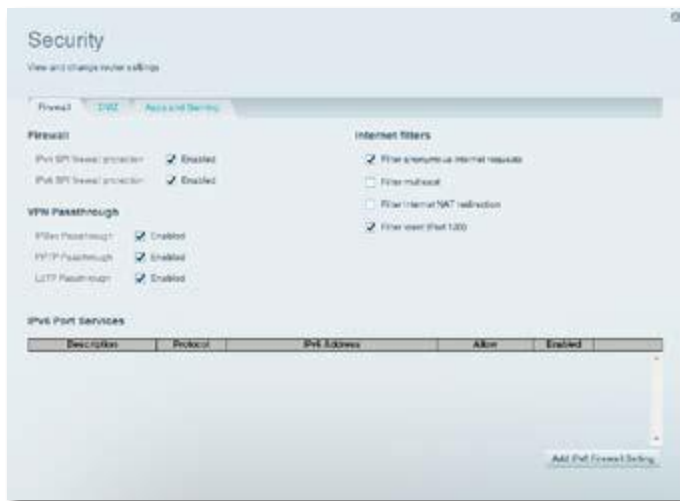 Security
View and change router settings
Firewall DMZ Apps and Gaming
Firewall
IPv4 SPI firewall protection Enabled
IPv6 SPI firewall protection Enabled
VPN Passthrough
IPSec Passthrough Enabled
PPTP Passthrough Enabled
L2TP Passthrough Enabled
Internet filters
Filter anonymous Internet requests
Filter multicast
Filter Internet NAT redirection
Filter ident (Port 113)
IPv6 Port Services
Description Protocol IPv6 Address Allow Enabled
Add IPv6 Firewall Setting